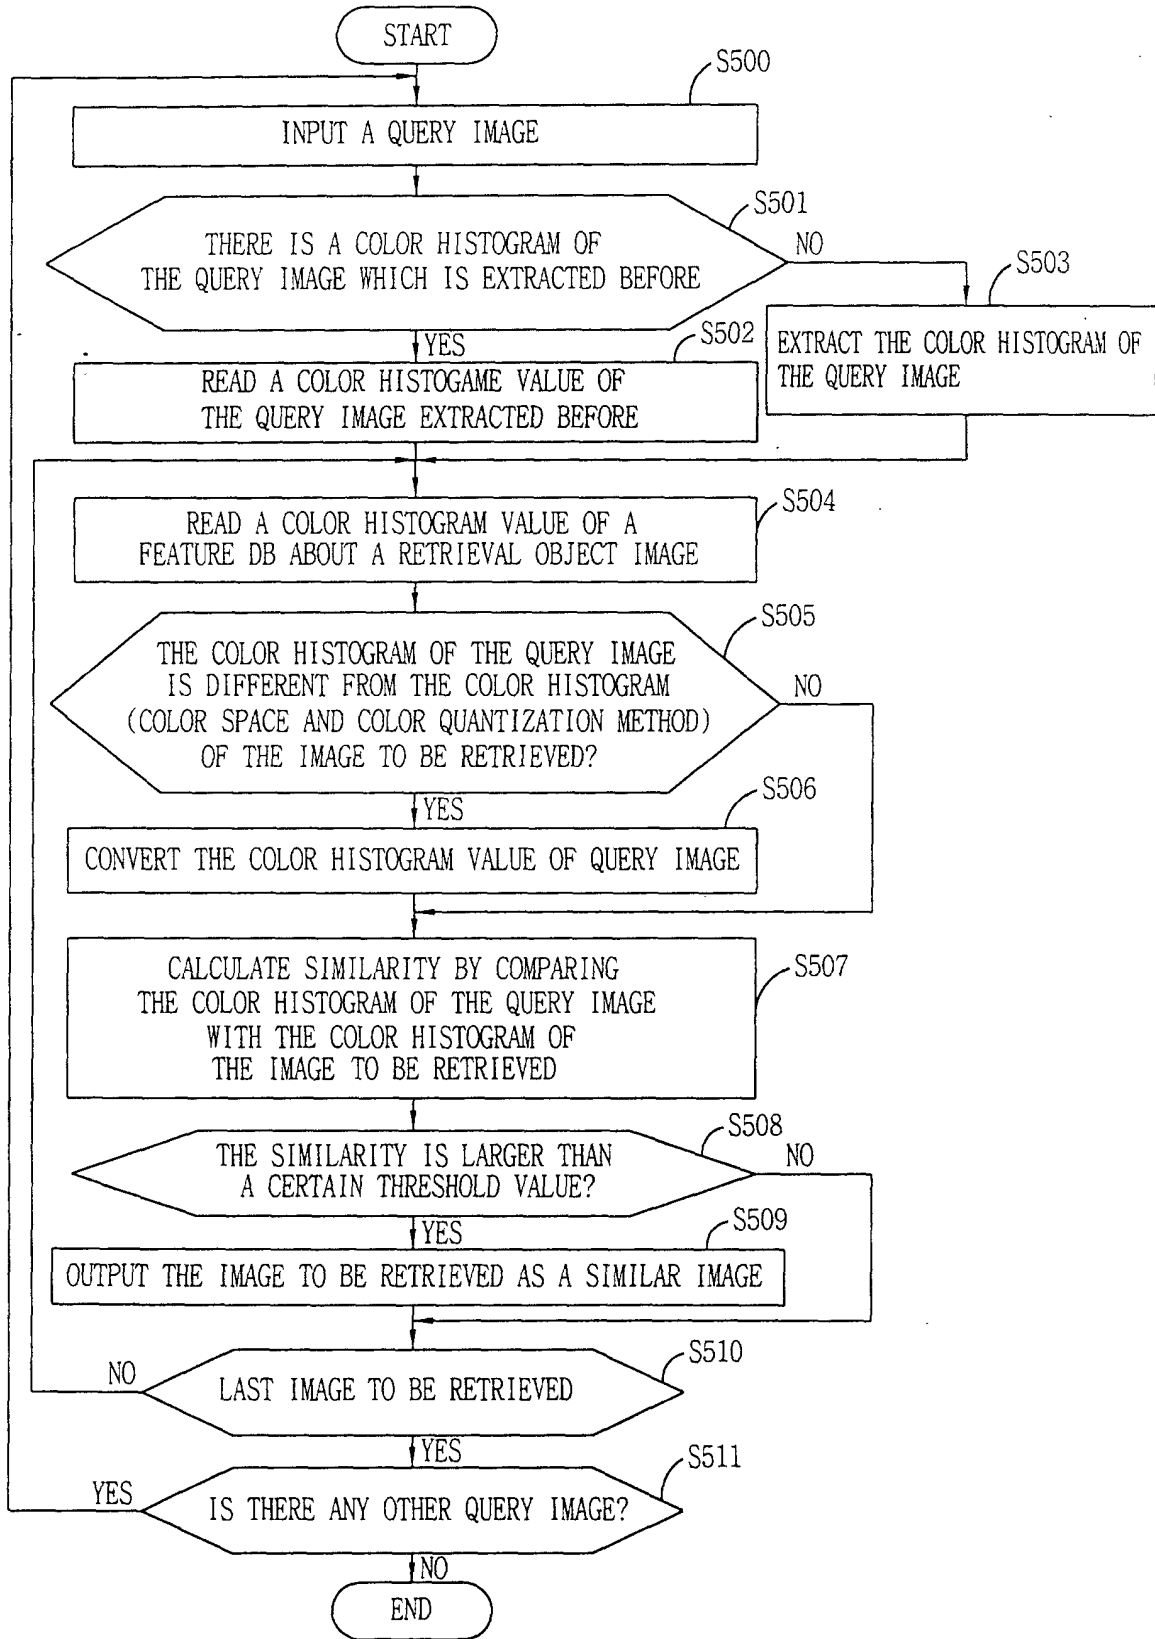 START
S500
INPUT A QUERY IMAGE
S501
THERE IS A COLOR HISTOGRAM OF
THE QUERY IMAGE WHICH IS EXTRACTED BEFORE
NO
S503
EXTRACT THE COLOR HISTOGRAM OF
THE QUERY IMAGE
YES
S502
READ A COLOR HISTOGAME VALUE OF
THE QUERY IMAGE EXTRACTED BEFORE
S504
READ A COLOR HISTOGRAM VALUE OF A
FEATURE DB ABOUT A RETRIEVAL OBJECT IMAGE
S505
THE COLOR HISTOGRAM OF THE QUERY IMAGE
IS DIFFERENT FROM THE COLOR HISTOGRAM
(COLOR SPACE AND COLOR QUANTIZATION METHOD)
OF THE IMAGE TO BE RETRIEVED?
NO
YES
S506
CONVERT THE COLOR HISTOGRAM VALUE OF QUERY IMAGE
S507
CALCULATE SIMILARITY BY COMPARING
THE COLOR HISTOGRAM OF THE QUERY IMAGE
WITH THE COLOR HISTOGRAM OF
THE IMAGE TO BE RETRIEVED
S508
THE SIMILARITY IS LARGER THAN
A CERTAIN THRESHOLD VALUE?
NO
YES
S509
OUTPUT THE IMAGE TO BE RETRIEVED AS A SIMILAR IMAGE
S510
LAST IMAGE TO BE RETRIEVED
NO
YES
S511
IS THERE ANY OTHER QUERY IMAGE?
YES
NO
END